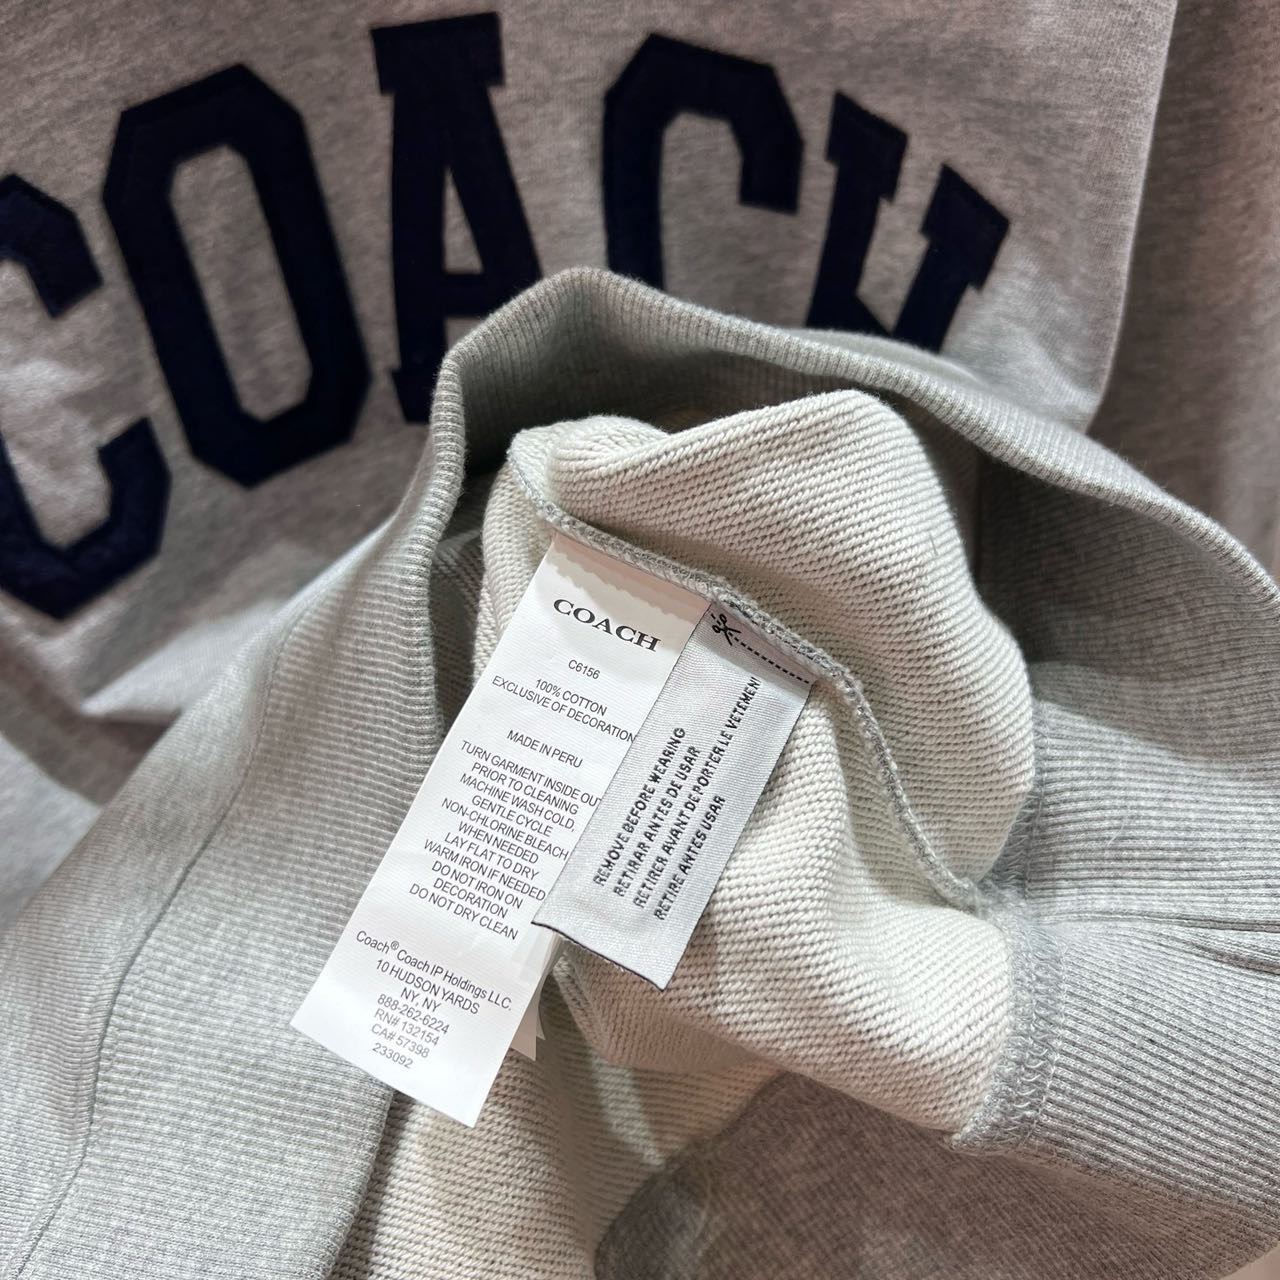 COACH
COACH
C6156
100% COTTON
EXCLUSIVE OF DECORATION
MADE IN PERU
TURN GARMENT INSIDE OUT
PRIOR TO CLEANING
MACHINE WASH COLD,
GENTLE CYCLE
NON-CHLORINE BLEACH
WHEN NEEDED
LAY FLAT TO DRY
WARM IRON IF NEEDED
DO NOT IRON ON
DECORATION
DO NOT DRY CLEAN
Coach® Coach IP Holdings LLC.
10 HUDSON YARDS
NY, NY
888-262-6224
RN# 132154
CA# 57398
233092
REMOVE BEFORE WEARING
RETIRAR ANTES DE USAR
RETIRER AVANT DE PORTER LE VETEMENT
RETIRE ANTES USAR